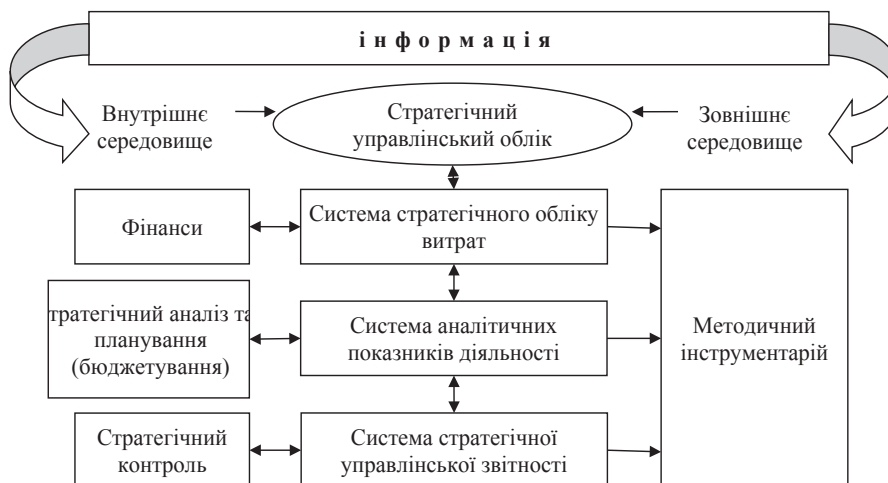 інформація
Внутрішнє
середовище
Стратегічний
управлінський облік
Зовнішнє
середовище
Фінанси
Система стратегічного обліку
витрат
тратегічний аналіз та
планування
(бюджетування)
Система аналітичних
показників діяльності
Методичний
інструментарій
Стратегічний
контроль
Система стратегічної
управлінської звітності